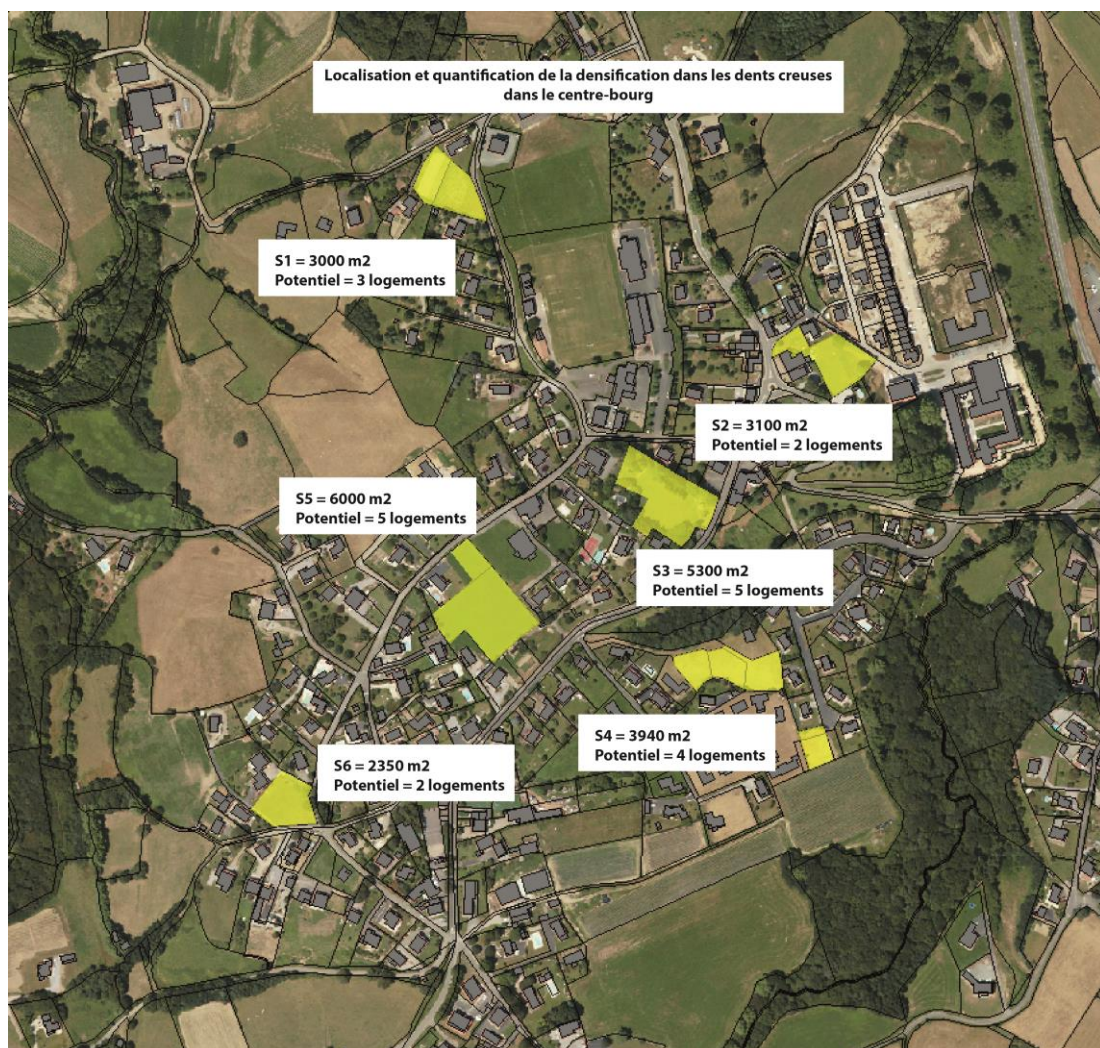 Localisation et quantification de la densification dans les dents creuses
dans le centre-bourg
S1 = 3000 m2
Potentiel = 3 logements
S2 = 3100 m2
Potentiel = 2 logements
S5 = 6000 m2
Potentiel = 5 logements
S3 = 5300 m2
Potentiel = 5 logements
S4 = 3940 m2
Potentiel = 4 logements
S6 = 2350 m2
Potentiel = 2 logements